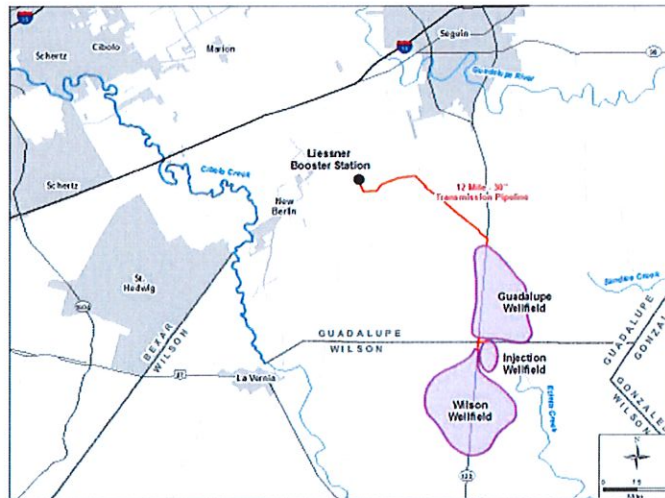 Cibolo
Schertz
Marion
Seguin
Guadalupe River
Cibolo Creek
Liessner
Booster Station
12 Mile - 30"
Transmission Pipeline
Schertz
New
Berlin
St.
Hedwig
Guadalupe
Wellfield
BEXAR
WILSON
GUADALUPE
WILSON
Injection
Wellfield
GUADALUPE
GONZALES
WILSON
La Vernia
Wilson
Wellfield
N